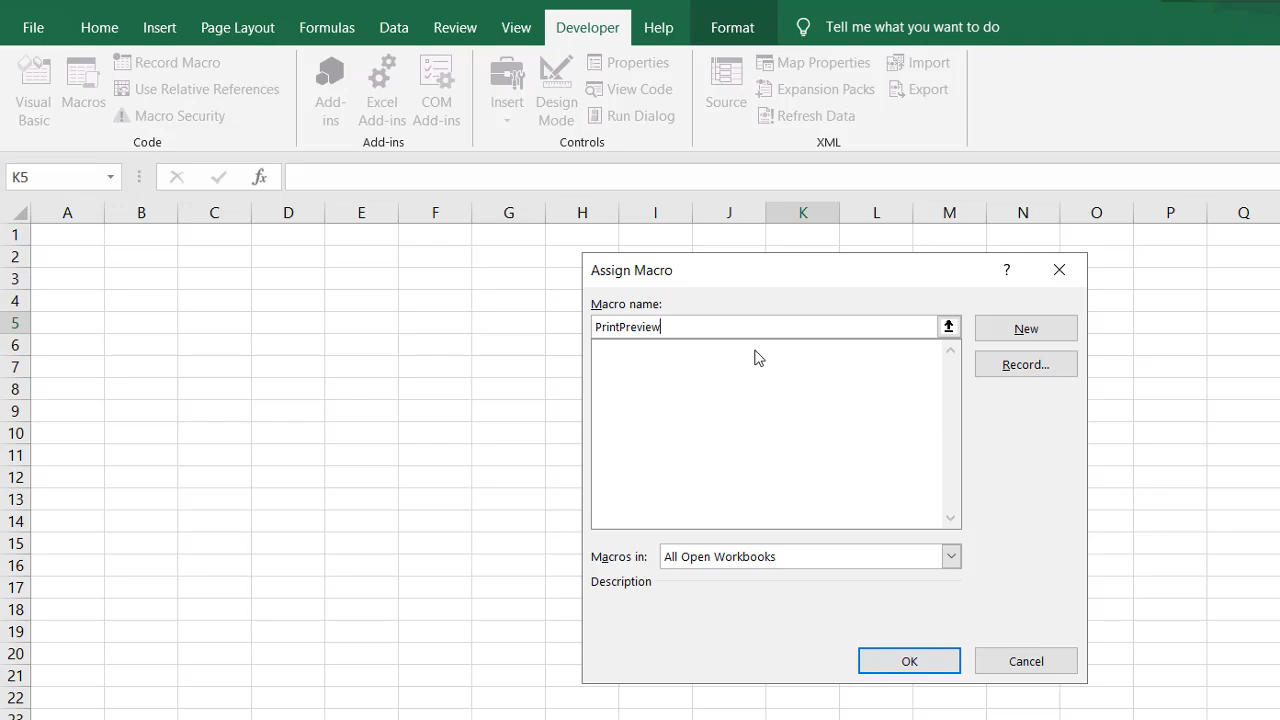 File Home Insert Page Layout Formulas Data Review View Developer Help Format Tell me what you want to do
Visual Basic
Macros
Record Macro
Use Relative References
Macro Security
Code
Add-ins
Excel Add-ins
COM Add-ins
Add-ins
Insert
Design Mode
Properties
View Code
Run Dialog
Controls
Source
Map Properties
Expansion Packs
Refresh Data
Import
Export
XML
K5 fx
A B C D E F G H I J K L M N O P Q
1
2
3
4
5
6
7
8
9
10
11
12
13
14
15
16
17
18
19
20
21
22
23
Assign Macro ?
Macro name:
PrintPreview
New
Record...
Macros in: All Open Workbooks
Description
OK Cancel